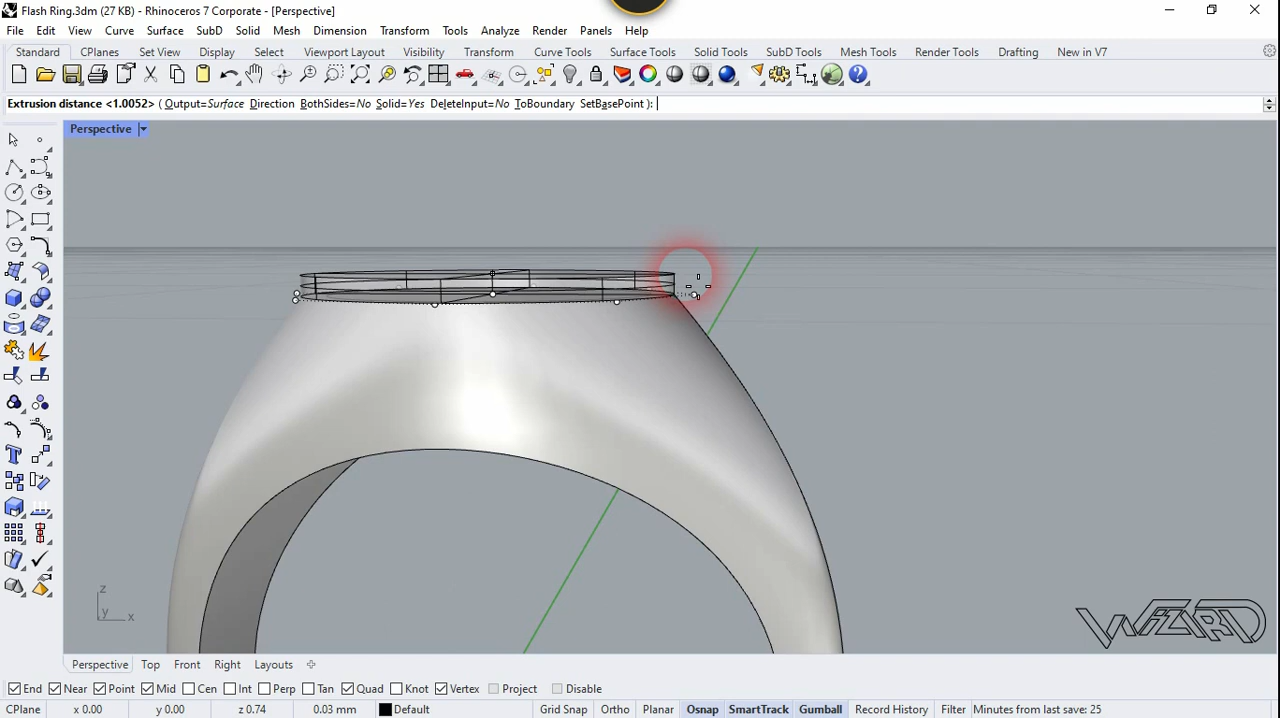 Flash Ring.3dm (27 KB) - Rhinoceros 7 Corporate - [Perspective]
File Edit View Curve Surface SubD Solid Mesh Dimension Transform Tools Analyze Render Panels Help
Standard CPlanes Set View Display Select Viewport Layout Visibility Transform Curve Tools Surface Tools Solid Tools SubD Tools Mesh Tools Render Tools Drafting New in V7
Extrusion distance <1.0052> ( Output=Surface Direction BothSides=No Solid=Yes DeleteInput=No ToBoundary SetBasePoint ):
Perspective
z
y x
WIZARD
Perspective Top Front Right Layouts
End Near Point Mid Cen Int Perp Tan Quad Knot Vertex Project Disable
CPlane x 0.00 y 0.00 z 0.74 0.03 mm Default Grid Snap Ortho Planar Osnap SmartTrack Gumball Record History Filter Minutes from last save: 25